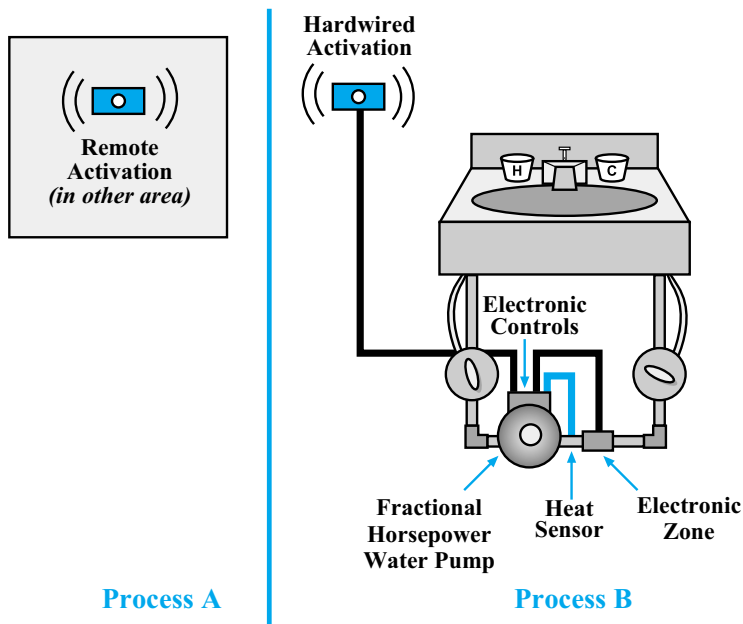 Remote
Activation
(in other area)
Process A
Hardwired
Activation
H
C
Electronic
Controls
Fractional
Horsepower
Water Pump
Heat
Sensor
Electronic
Zone
Process B